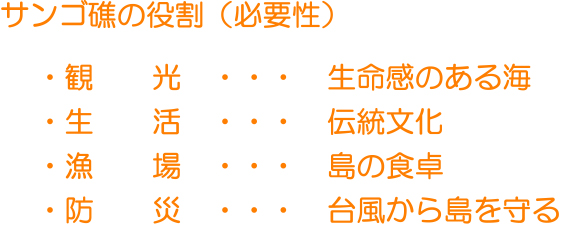 サンゴ礁の役割（必要性）
・観　　光　・・・　生命感のある海
・生　　活　・・・　伝統文化
・漁　　場　・・・　島の食卓
・防　　災　・・・　台風から島を守る